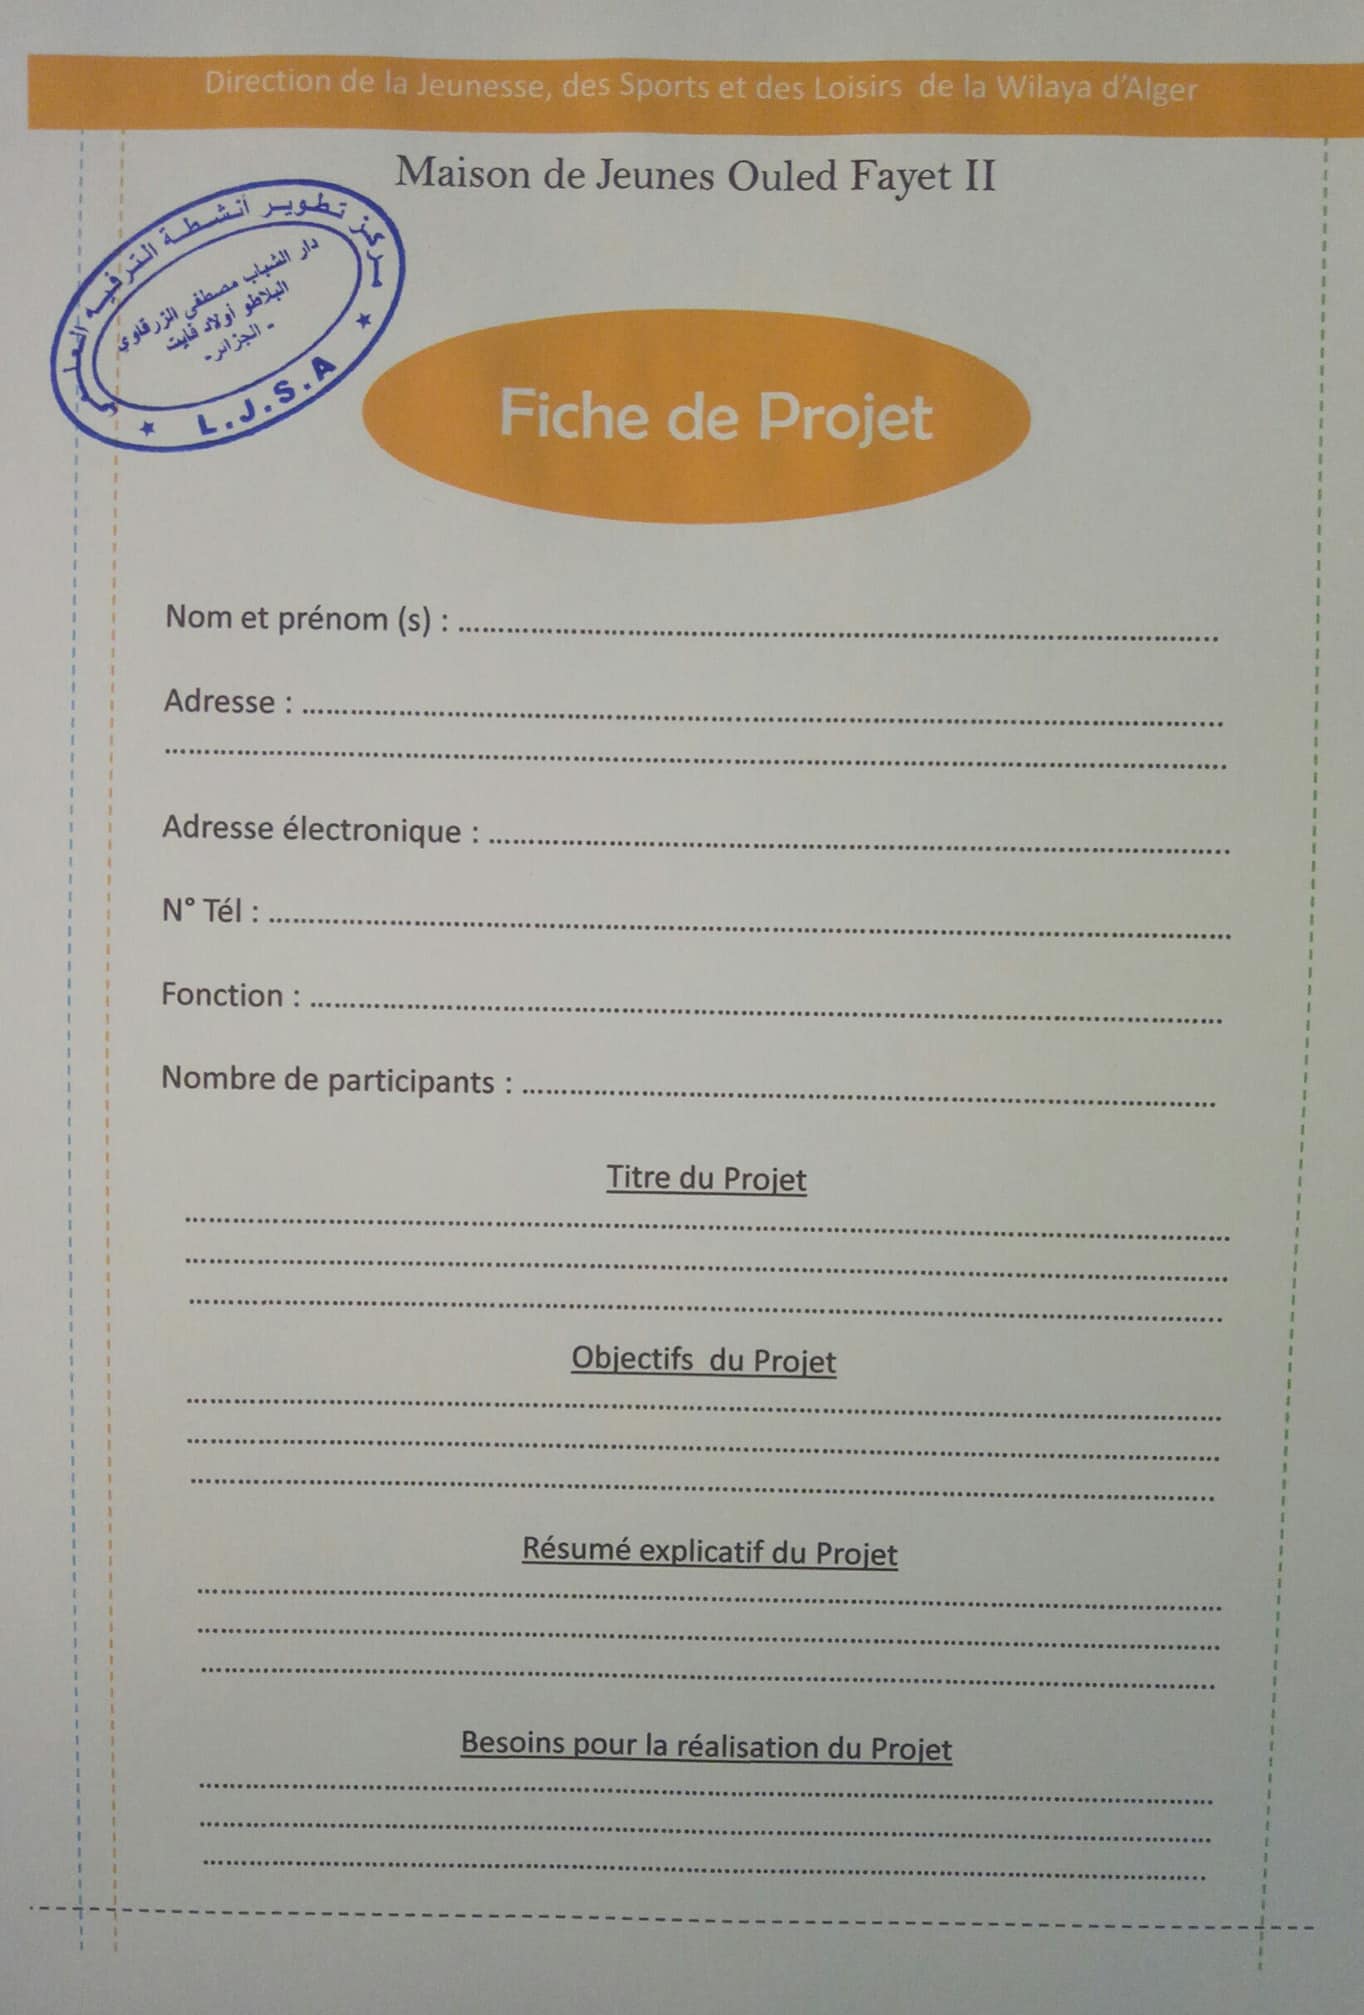 Direction de la Jeunesse, des Sports et des Loisirs de la Wilaya d'Alger
Maison de Jeunes Ouled Fayet II
مركز تطوير أنشطة الترفيه العلمي
دار الشباب مصطفى الزرقاوي
البلاطو أولاد فايت
- الجزائر-
★ L.J.S.A ★
Fiche de Projet
Nom et prénom (s) : ........................................
Adresse : ........................................
........................................
Adresse électronique : ........................................
N° Tél : ........................................
Fonction : ........................................
Nombre de participants : ........................................
Titre du Projet
........................................
........................................
........................................
Objectifs du Projet
........................................
........................................
........................................
Résumé explicatif du Projet
........................................
........................................
........................................
Besoins pour la réalisation du Projet
........................................
........................................
........................................